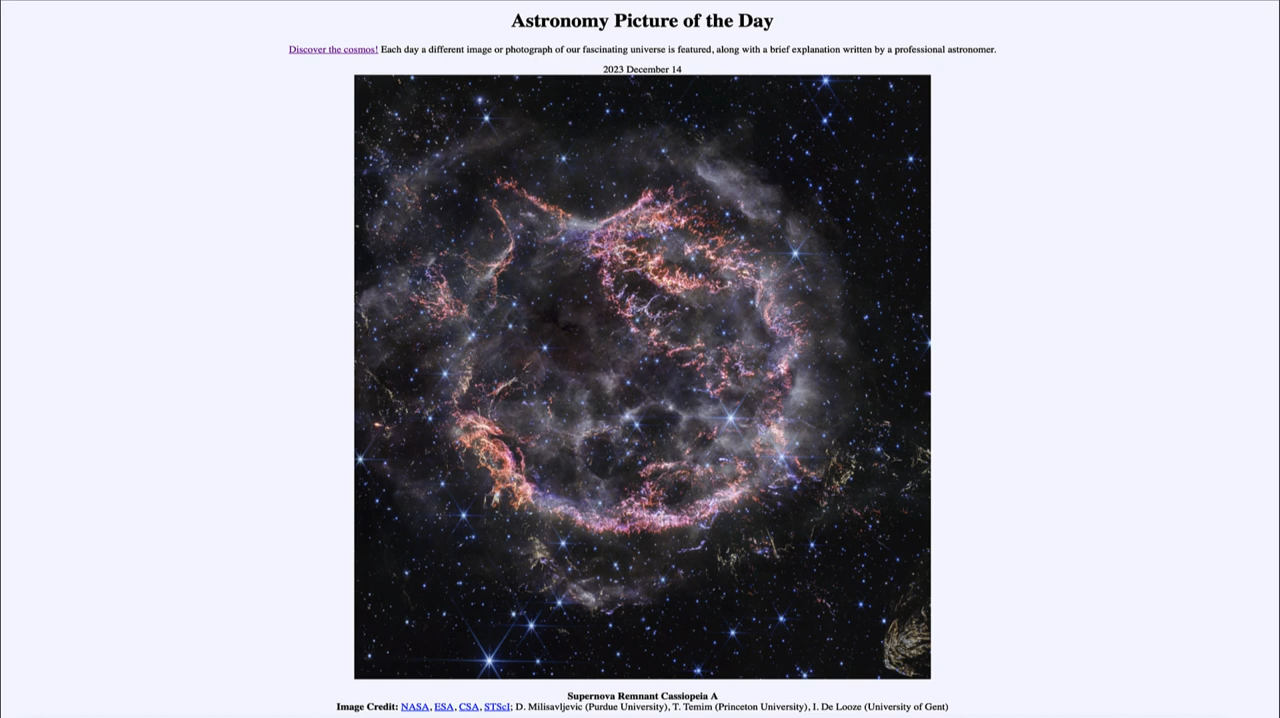 Astronomy Picture of the Day
Discover the cosmos! Each day a different image or photograph of our fascinating universe is featured, along with a brief explanation written by a professional astronomer.
2023 December 14
Supernova Remnant Cassiopeia A
Image Credit: NASA, ESA, CSA, STScI; D. Milisavljevic (Purdue University), T. Temim (Princeton University), I. De Looze (University of Gent)